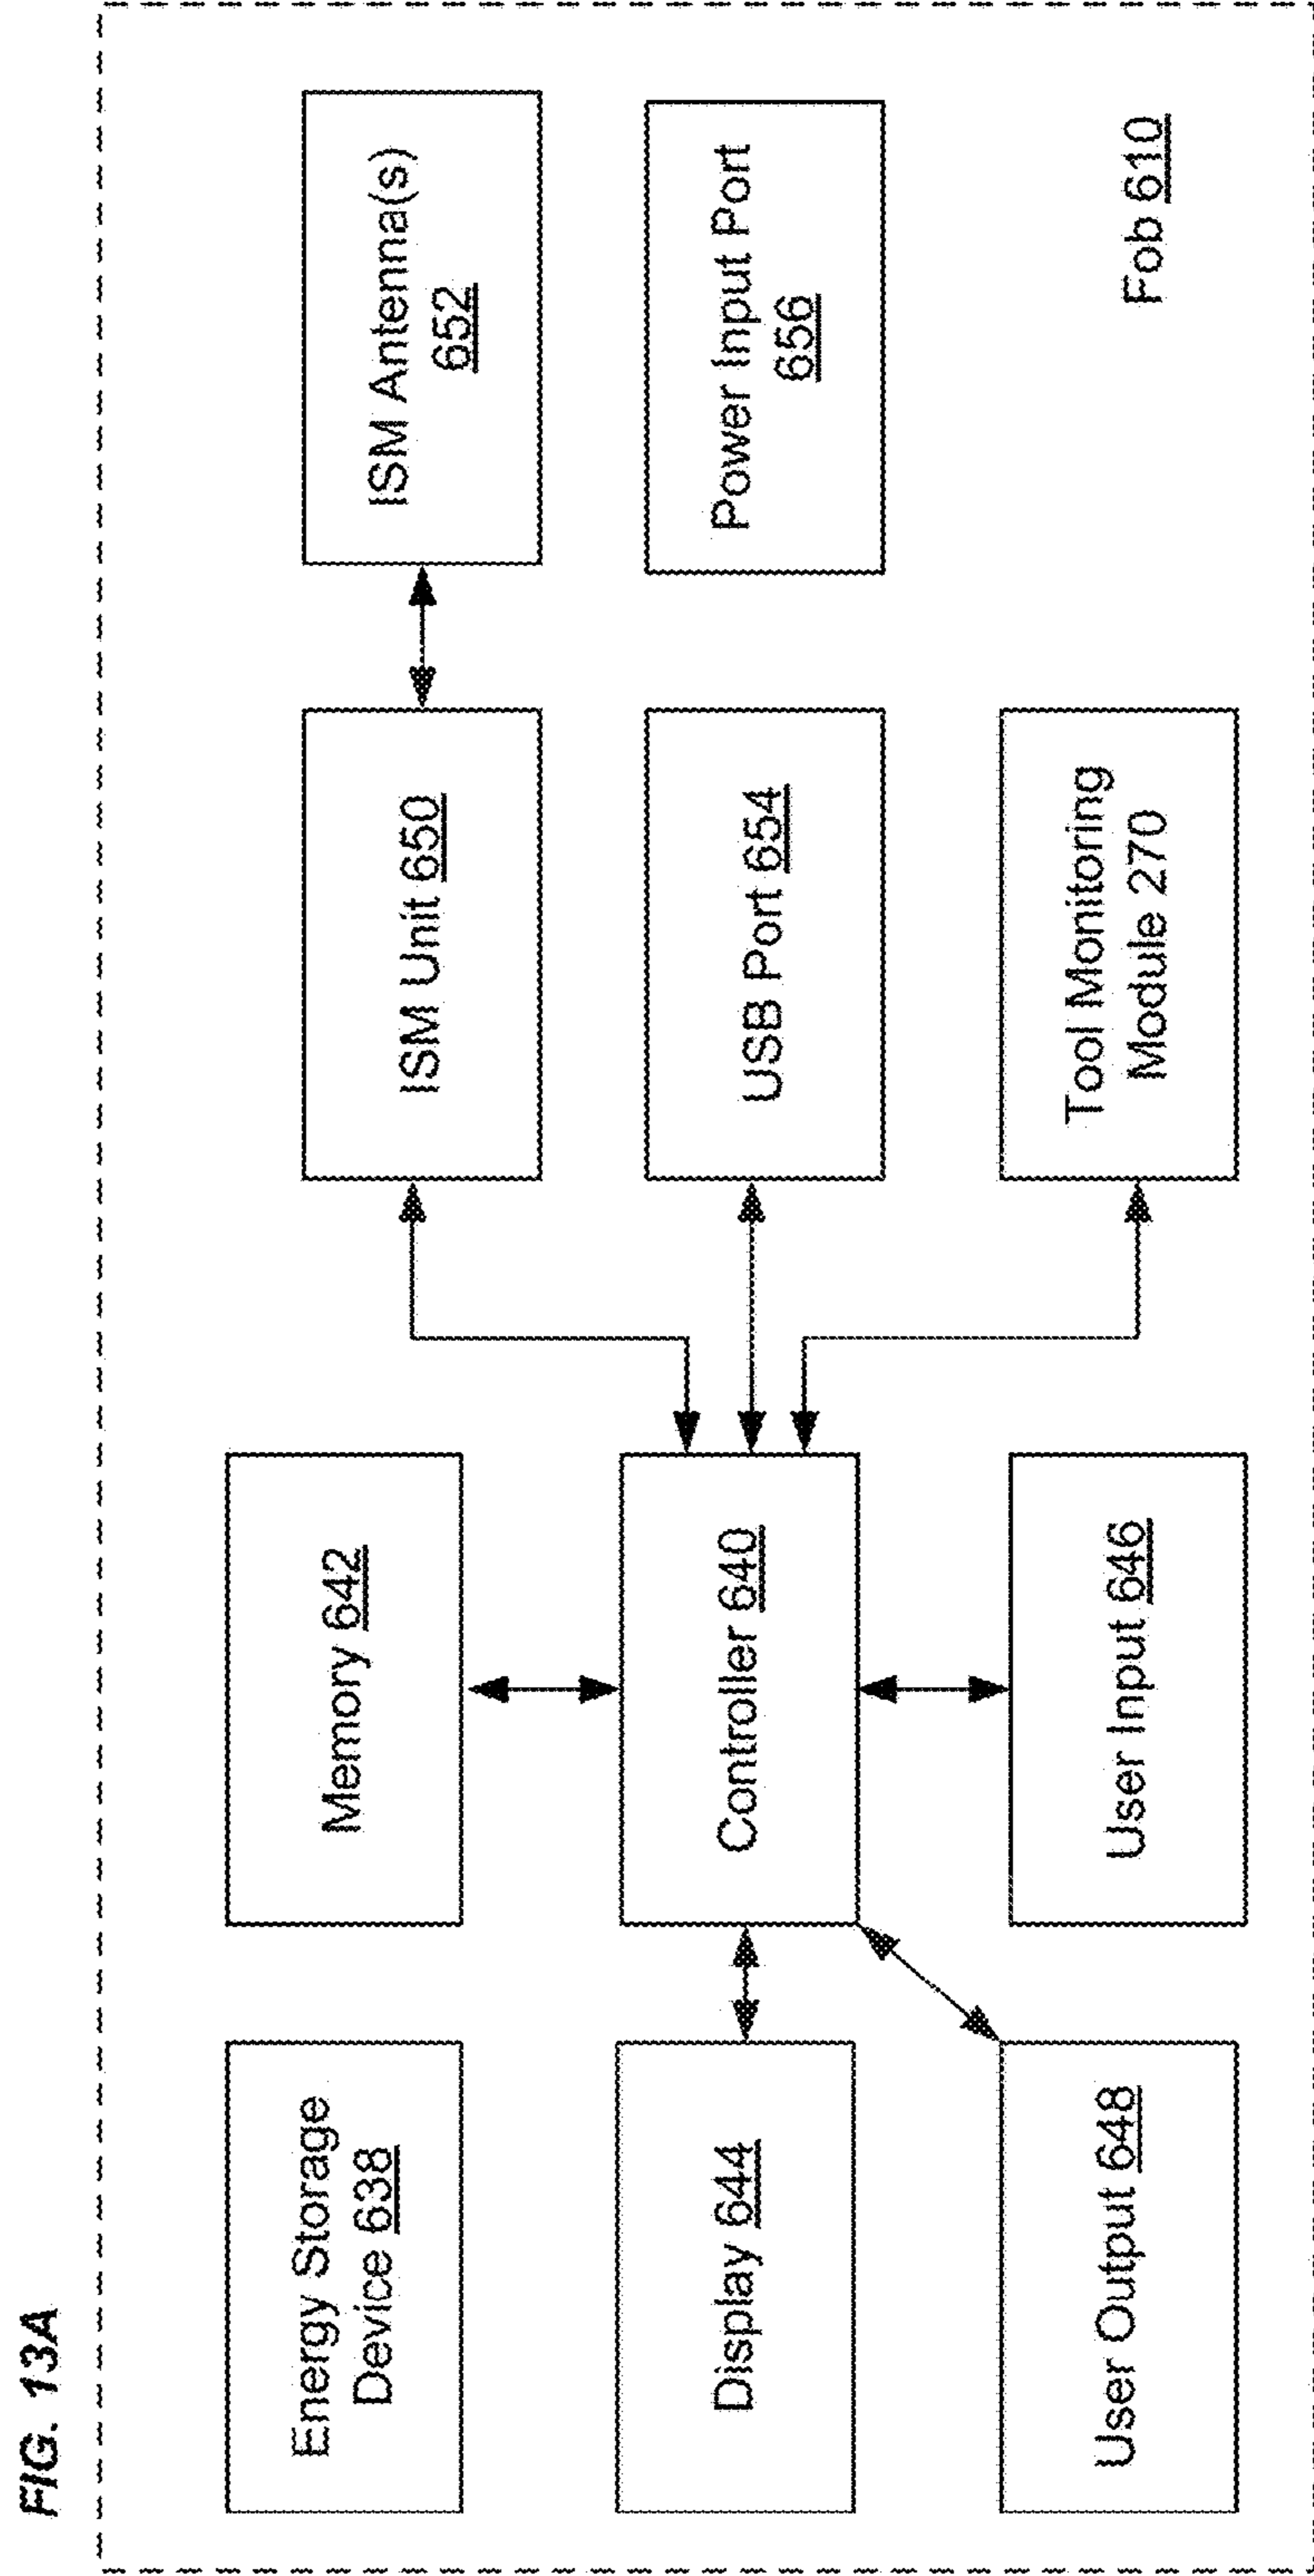 FIG. 13A
Energy Storage
Device 638
Memory 642
ISM Unit 650
ISM Antenna(s)
652
Display 644
Controller 640
USB Port 654
Power Input Port
656
User Output 648
User Input 646
Tool Monitoring
Module 270
Fob 610